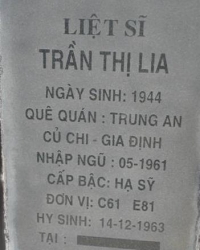 LIỆT SĨ
TRẦN THỊ LIA
NGÀY SINH: 1944
QUÊ QUÁN : TRUNG AN
CỦ CHI - GIA ĐỊNH
NHẬP NGŨ : 05-1961
CẤP BẬC: HẠ SỸ
ĐƠN VỊ: C61 E81
HY SINH: 14-12-1963
TẠI :